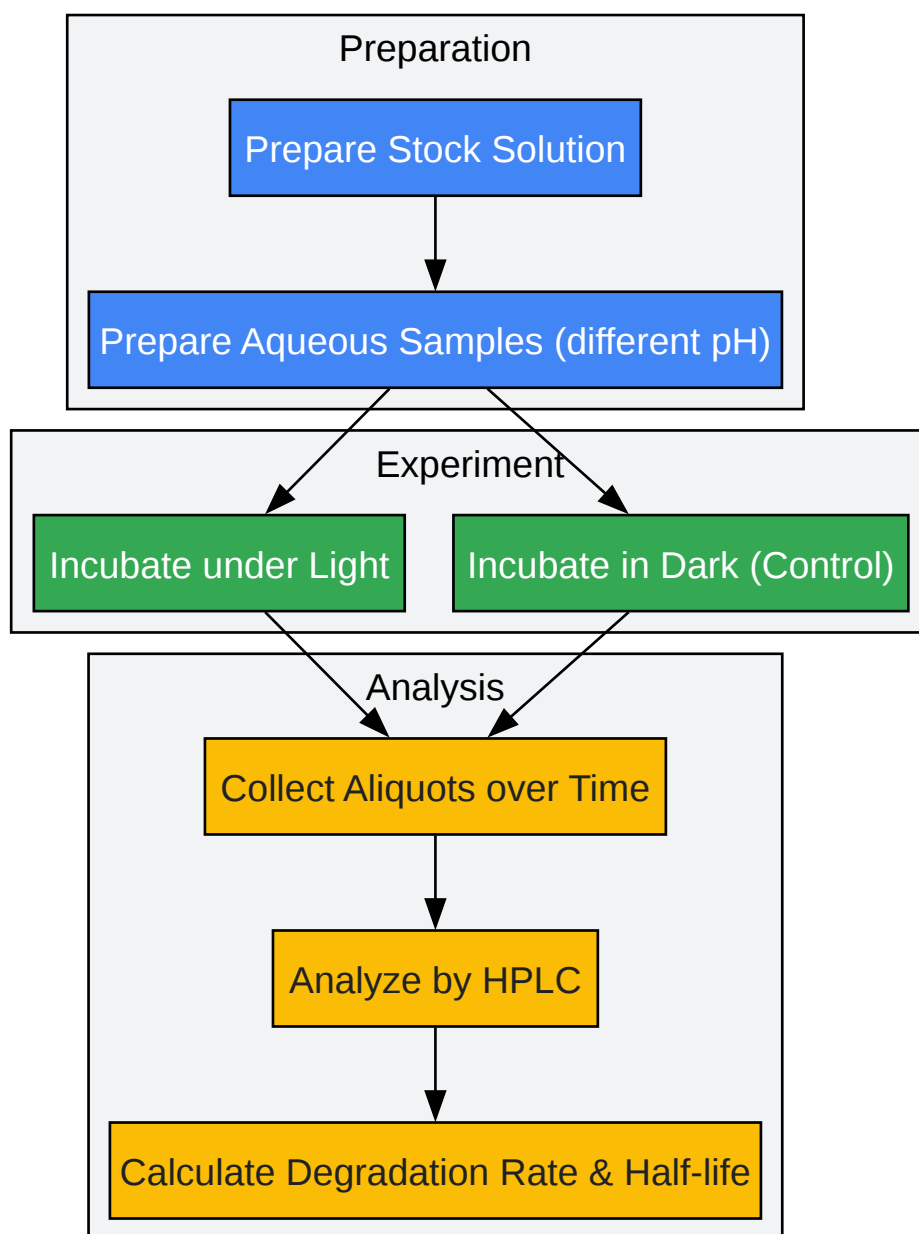 Preparation
Prepare Stock Solution
Prepare Aqueous Samples (different pH)
Experiment
Incubate under Light
Incubate in Dark (Control)
Analysis
Collect Aliquots over Time
Analyze by HPLC
Calculate Degradation Rate & Half-life